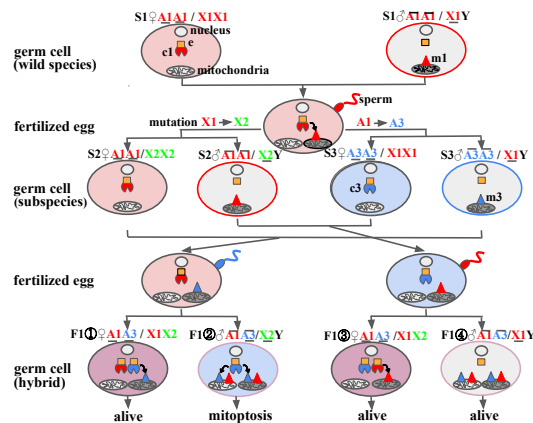 S1♀A1A1/X1X1
S1♂A1A1/X1Y
nucleus
e
c1
m1
mitochondria
germ cell
(wild species)
sperm
mutation X1→X2
A1→A3
fertilized egg
S2♀A1A1/X2X2
S2♂A1A1/X2Y
S3♀A3A3/X1X1
S3♂A3A3/X1Y
c3
m3
germ cell
(subspecies)
fertilized egg
F1①♀A1A3/X1X2
F1②♂A1A3/X2Y
F1③♀A1A3/X1X2
F1④♂A1A3/X1Y
germ cell
(hybrid)
alive
mitoptosis
alive
alive